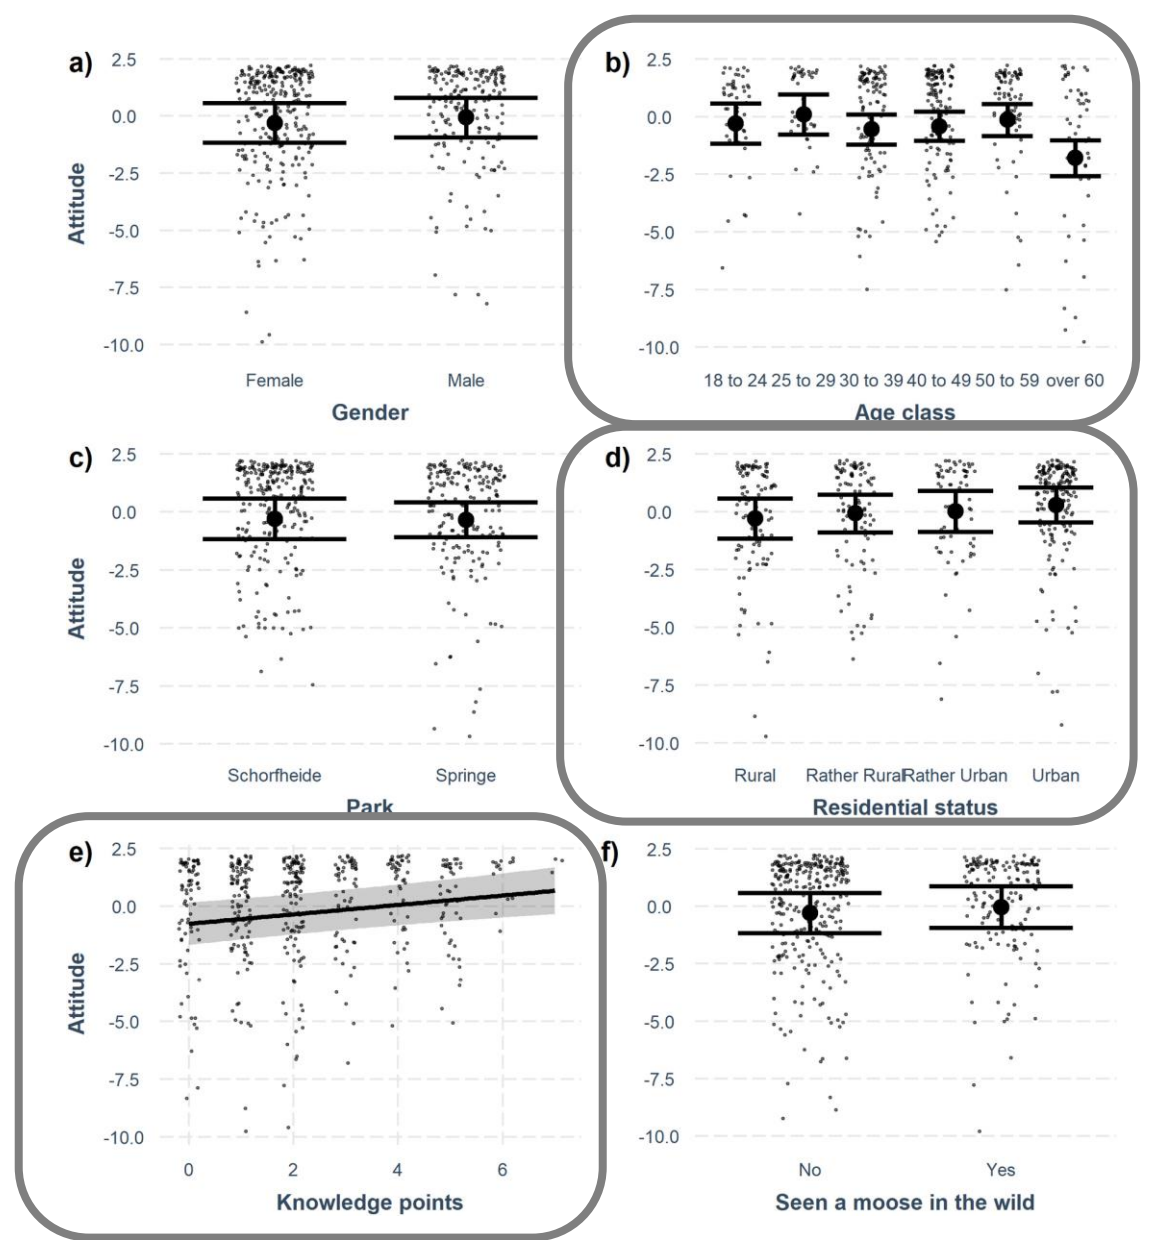 a)
2.5
0.0
-2.5
-5.0
-7.5
-10.0
Attitude
Female Male
Gender
b)
2.5
0.0
-2.5
-5.0
-7.5
-10.0
18 to 24 25 to 29 30 to 39 40 to 49 50 to 59 over 60
Age class
c)
2.5
0.0
-2.5
-5.0
-7.5
-10.0
Attitude
Schorfheide Springe
Park
d)
2.5
0.0
-2.5
-5.0
-7.5
-10.0
Rural Rather Rural Rather Urban Urban
Residential status
e)
2.5
0.0
-2.5
-5.0
-7.5
-10.0
Attitude
0 2 4 6
Knowledge points
f)
2.5
0.0
-2.5
-5.0
-7.5
-10.0
No Yes
Seen a moose in the wild